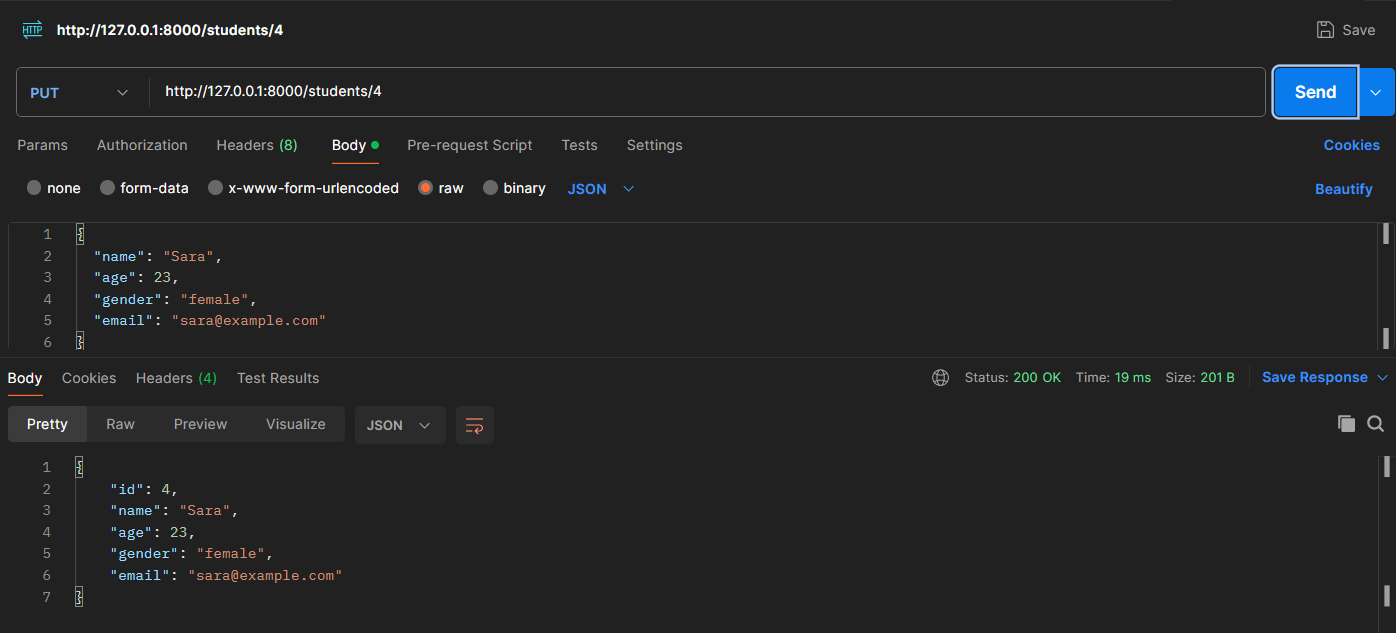 HTTP http://127.0.0.1:8000/students/4 Save
PUT http://127.0.0.1:8000/students/4 Send
Params Authorization Headers (8) Body Pre-request Script Tests Settings Cookies
none form-data x-www-form-urlencoded raw binary JSON Beautify
1 {
2 "name": "Sara",
3 "age": 23,
4 "gender": "female",
5 "email": "sara@example.com"
6 }
Body Cookies Headers (4) Test Results Status: 200 OK Time: 19 ms Size: 201 B Save Response
Pretty Raw Preview Visualize JSON
1 {
2 "id": 4,
3 "name": "Sara",
4 "age": 23,
5 "gender": "female",
6 "email": "sara@example.com"
7 }